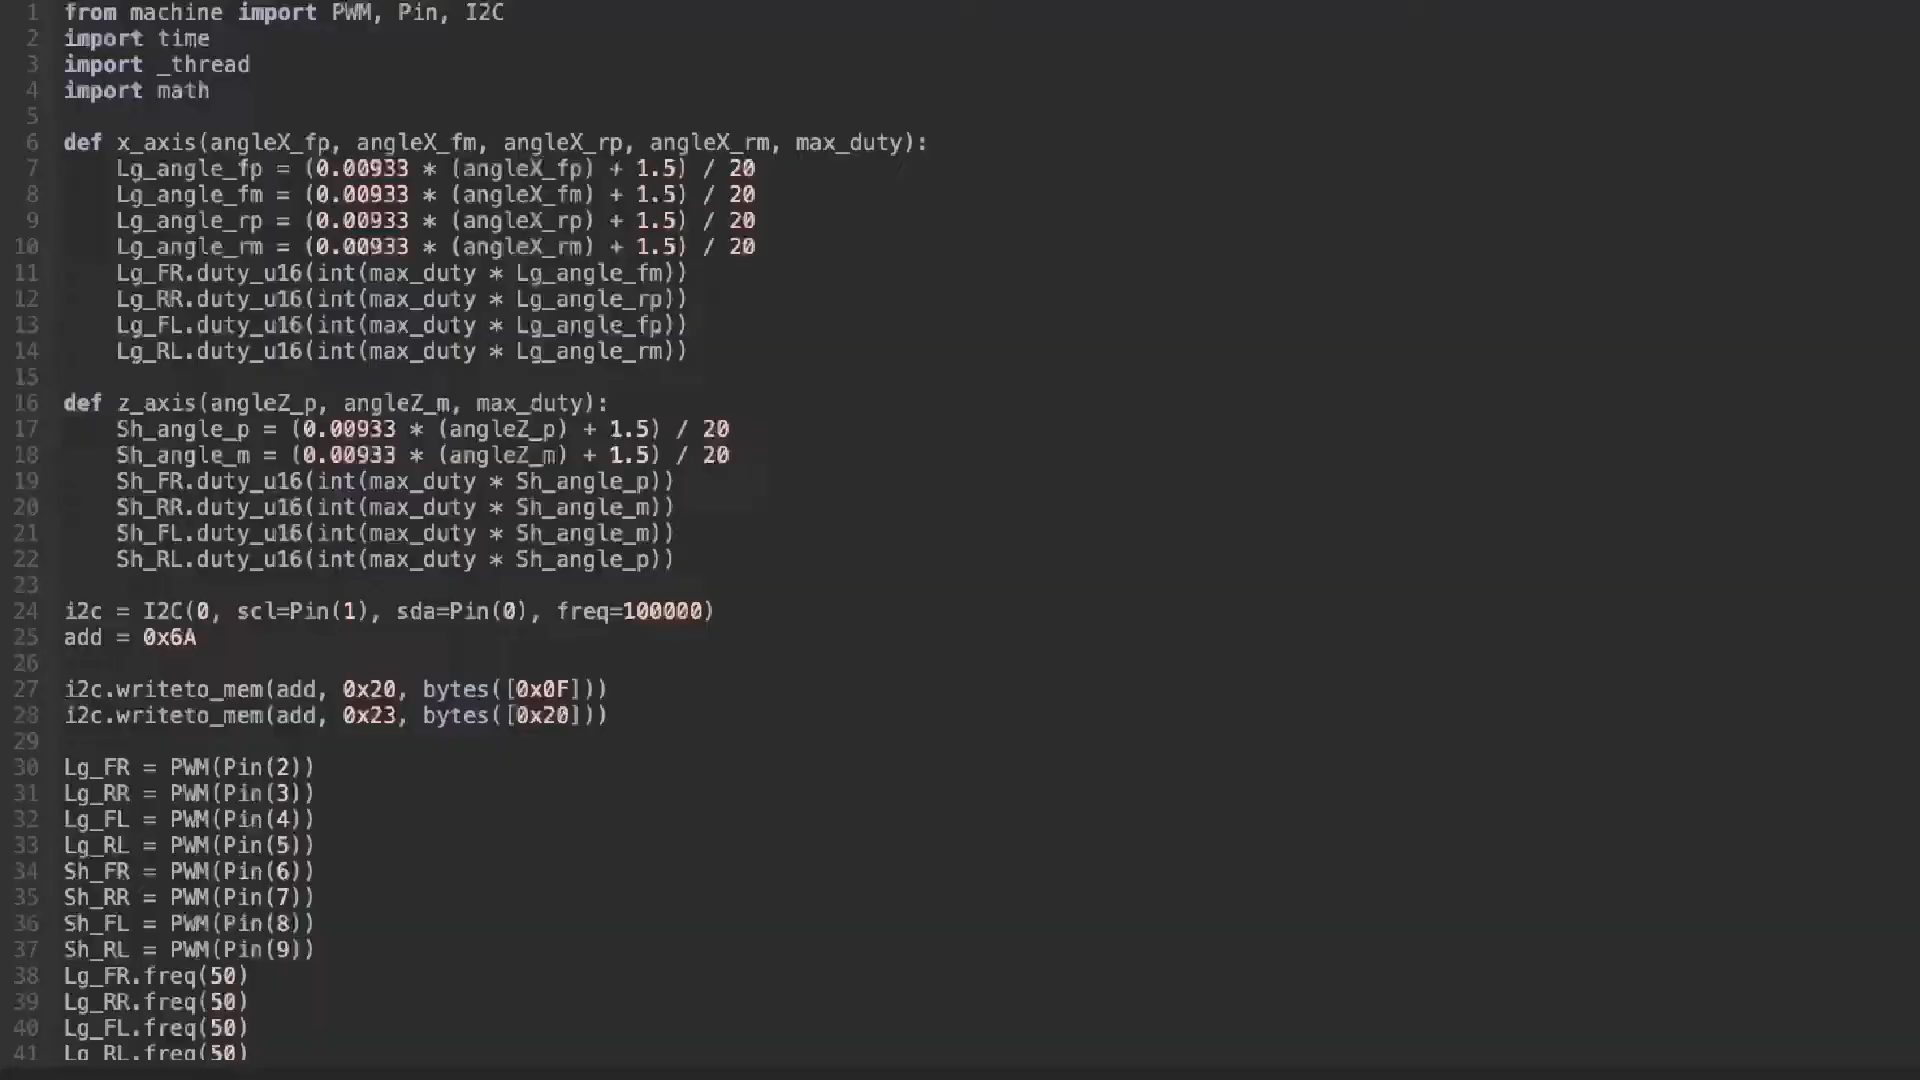 1 from machine import PWM, Pin, I2C
2 import time
3 import _thread
4 import math
5
6 def x_axis(angleX_fp, angleX_fm, angleX_rp, angleX_rm, max_duty):
7     Lg_angle_fp = (0.00933 * (angleX_fp) + 1.5) / 20
8     Lg_angle_fm = (0.00933 * (angleX_fm) + 1.5) / 20
9     Lg_angle_rp = (0.00933 * (angleX_rp) + 1.5) / 20
10     Lg_angle_rm = (0.00933 * (angleX_rm) + 1.5) / 20
11     Lg_FR.duty_u16(int(max_duty * Lg_angle_fm))
12     Lg_RR.duty_u16(int(max_duty * Lg_angle_rp))
13     Lg_FL.duty_u16(int(max_duty * Lg_angle_fp))
14     Lg_RL.duty_u16(int(max_duty * Lg_angle_rm))
15
16 def z_axis(angleZ_p, angleZ_m, max_duty):
17     Sh_angle_p = (0.00933 * (angleZ_p) + 1.5) / 20
18     Sh_angle_m = (0.00933 * (angleZ_m) + 1.5) / 20
19     Sh_FR.duty_u16(int(max_duty * Sh_angle_p))
20     Sh_RR.duty_u16(int(max_duty * Sh_angle_m))
21     Sh_FL.duty_u16(int(max_duty * Sh_angle_m))
22     Sh_RL.duty_u16(int(max_duty * Sh_angle_p))
23
24 i2c = I2C(0, scl=Pin(1), sda=Pin(0), freq=100000)
25 add = 0x6A
26
27 i2c.writeto_mem(add, 0x20, bytes([0x0F]))
28 i2c.writeto_mem(add, 0x23, bytes([0x20]))
29
30 Lg_FR = PWM(Pin(2))
31 Lg_RR = PWM(Pin(3))
32 Lg_FL = PWM(Pin(4))
33 Lg_RL = PWM(Pin(5))
34 Sh_FR = PWM(Pin(6))
35 Sh_RR = PWM(Pin(7))
36 Sh_FL = PWM(Pin(8))
37 Sh_RL = PWM(Pin(9))
38 Lg_FR.freq(50)
39 Lg_RR.freq(50)
40 Lg_FL.freq(50)
41 Lg_RL.freq(50)